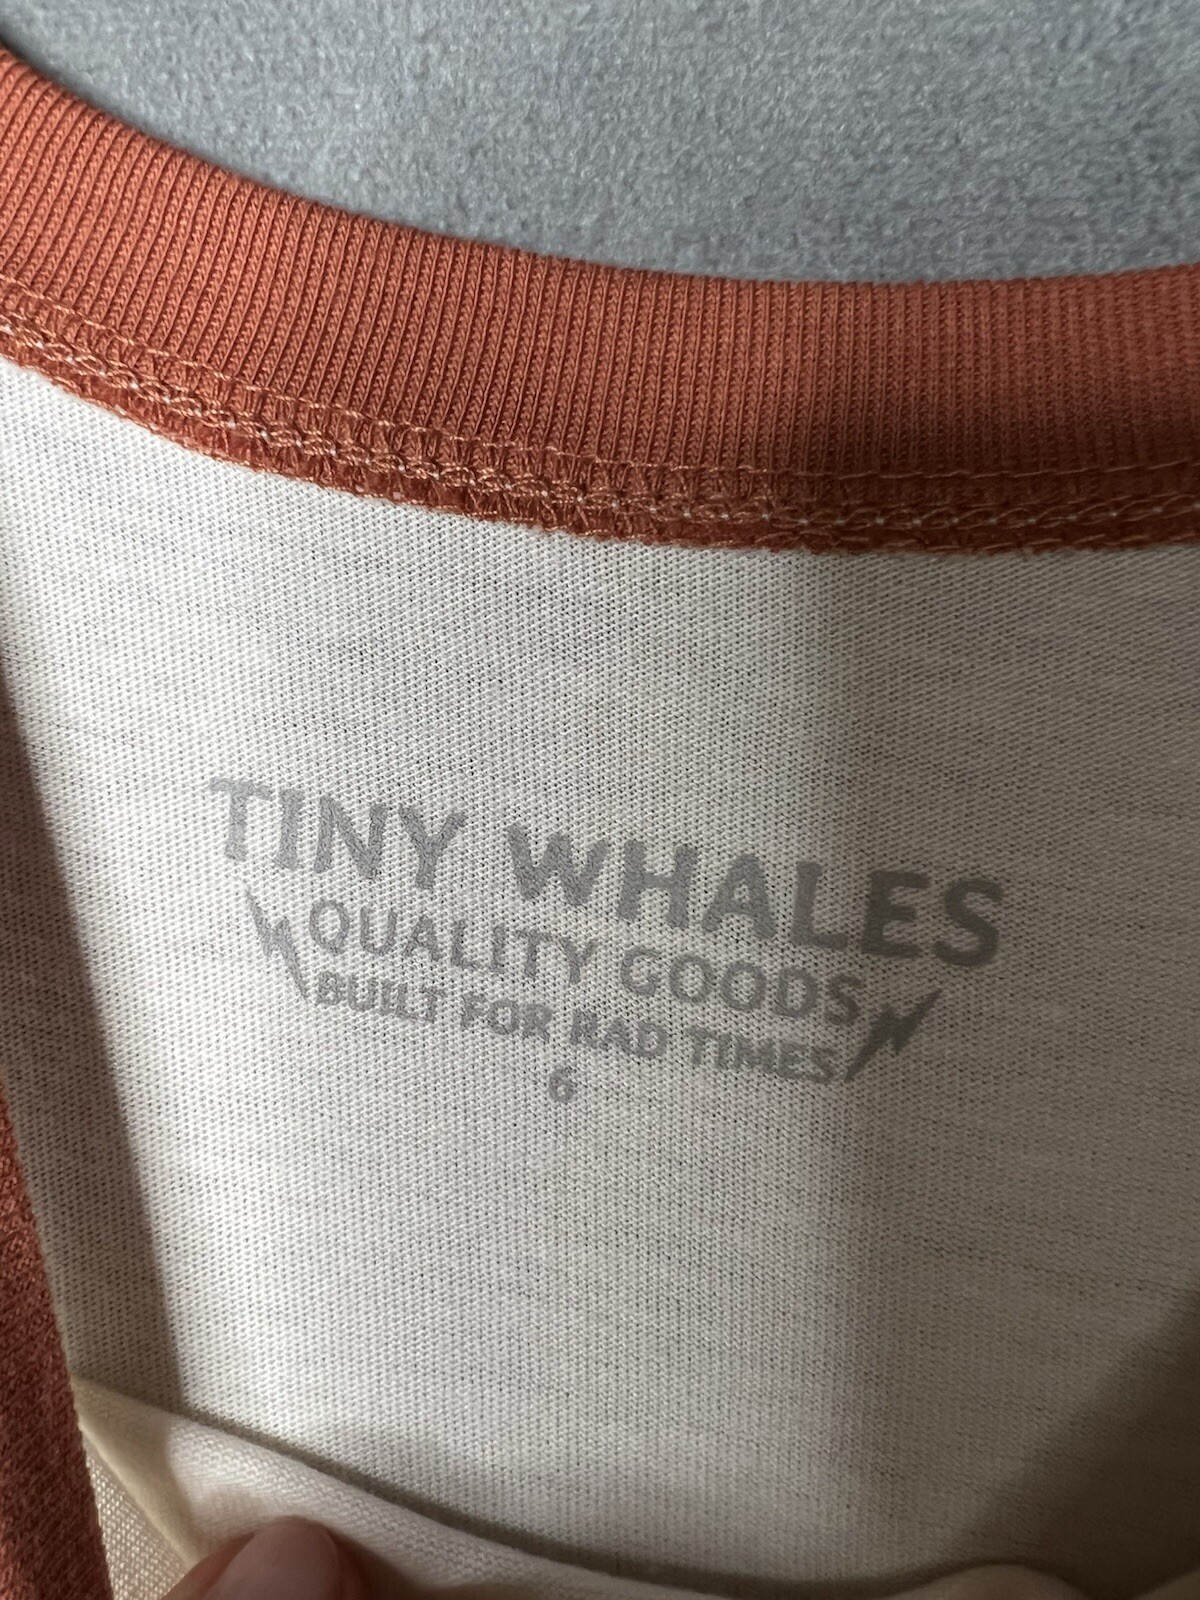 TINY WHALES
QUALITY GOODS
BUILT FOR RAD TIMES
6